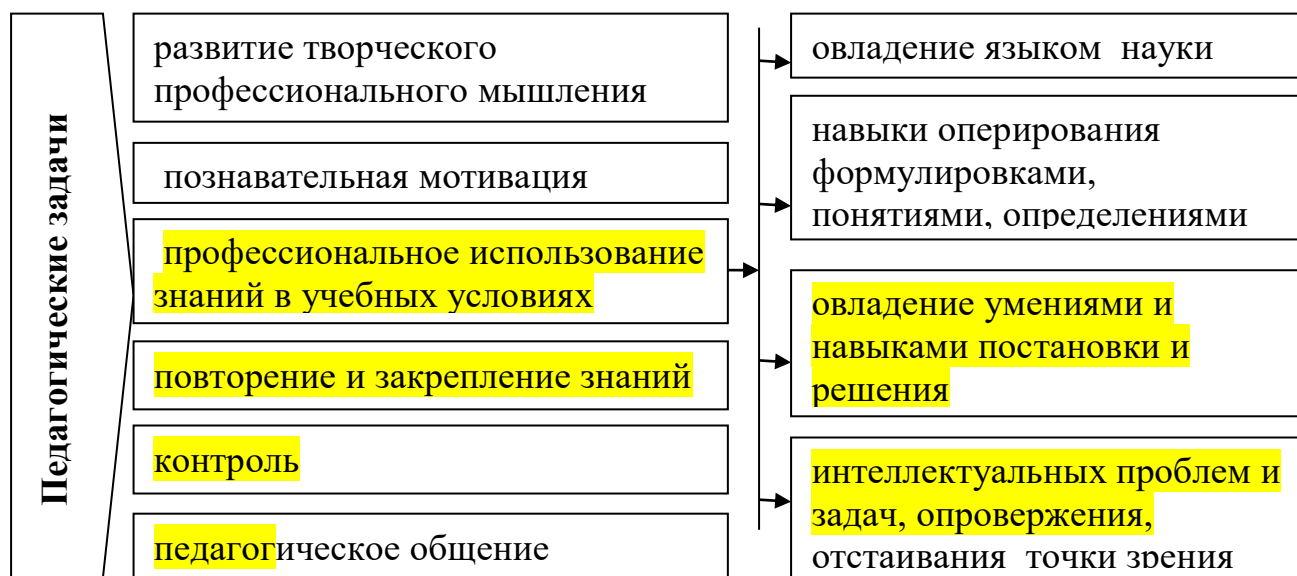 Педагогические задачи
развитие творческого
профессионального мышления
познавательная мотивация
профессиональное использование
знаний в учебных условиях
повторение и закрепление знаний
контроль
педагогическое общение
овладение языком науки
навыки оперирования
формулировками,
понятиями, определениями
овладение умениями и
навыками постановки и
решения
интеллектуальных проблем и
задач, опровержения,
отстаивания точки зрения